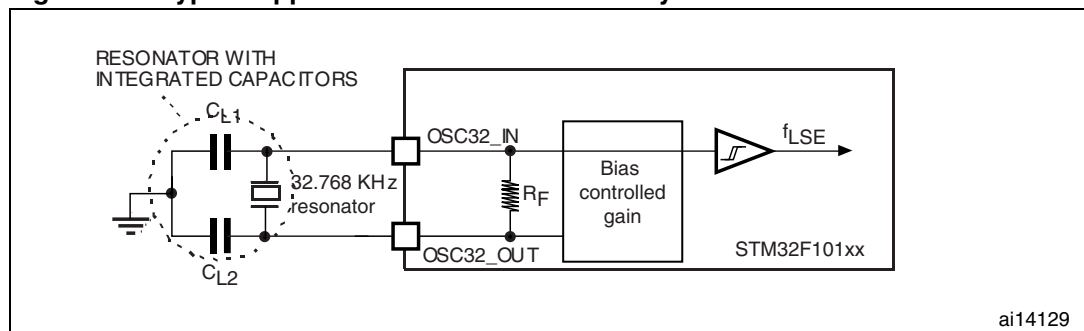 RESONATOR WITH
INTEGRATED CAPACITORS
CL1
OSC32_IN
fLSE
32.768 KHz
resonator
RF
Bias
controlled
gain
OSC32_OUT
STM32F101xx
CL2
ai14129